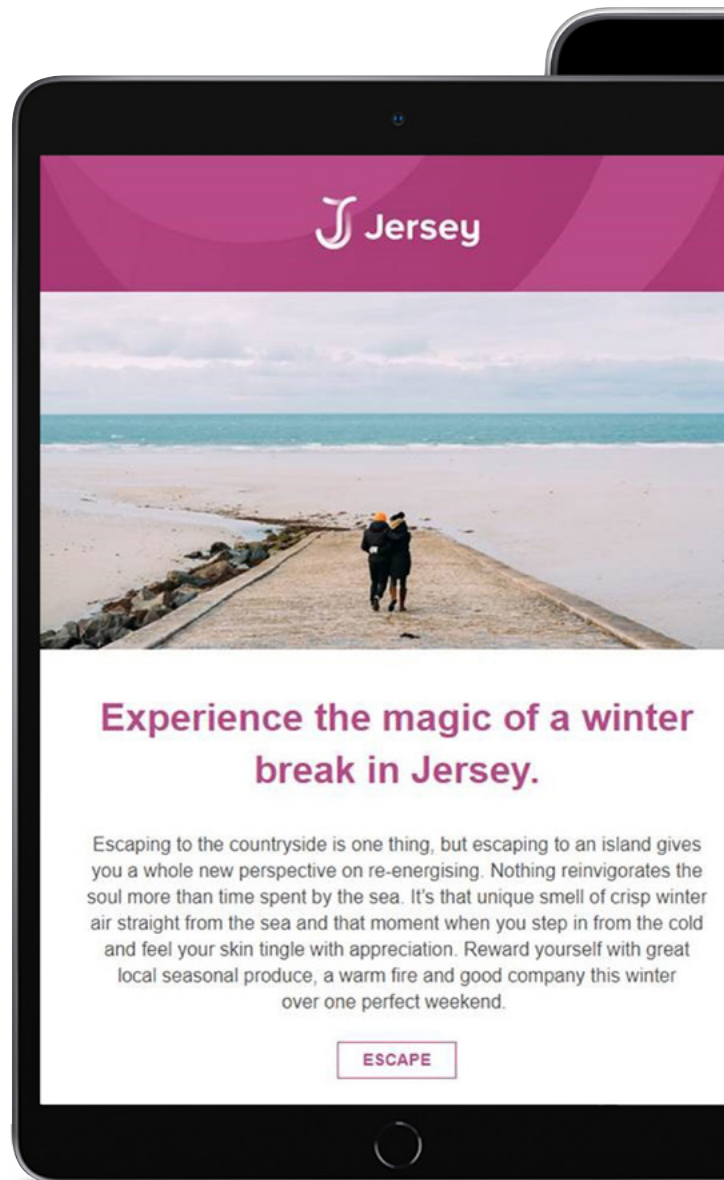 Jersey
Experience the magic of a winter
break in Jersey.
Escaping to the countryside is one thing, but escaping to an island gives
you a whole new perspective on re-energising. Nothing reinvigorates the
soul more than time spent by the sea. It's that unique smell of crisp winter
air straight from the sea and that moment when you step in from the cold
and feel your skin tingle with appreciation. Reward yourself with great
local seasonal produce, a warm fire and good company this winter
over one perfect weekend.
ESCAPE